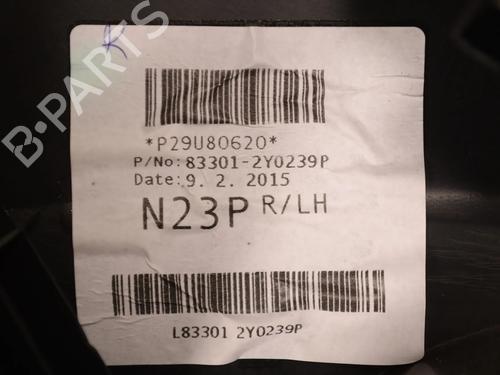 B-PARTS
*P29U80620*
P/No: 83301-2Y0239P
Date: 9. 2. 2015
N23P R/LH
L83301 2Y0239P